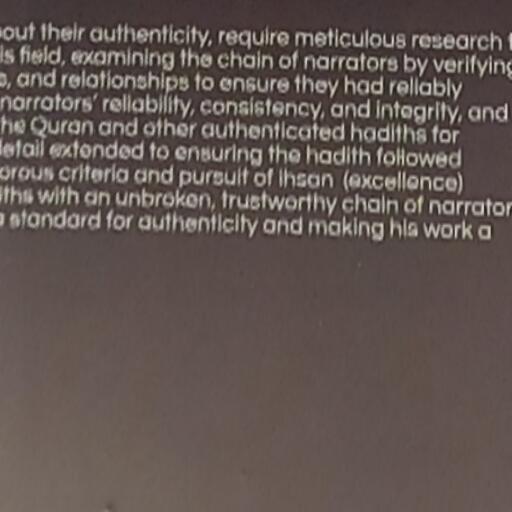 out their authenticity, require meticulous research
is field, examining the chain of narrators by verifying
, and relationships to ensure they had reliably
narrators' reliability, consistency, and integrity, and
he Quran and other authenticated hadiths for
etail extended to ensuring the hadith followed
orous criteria and pursuit of ihsan (excellence)
ths with an unbroken, trustworthy chain of narrator
standard for authenticity and making his work a